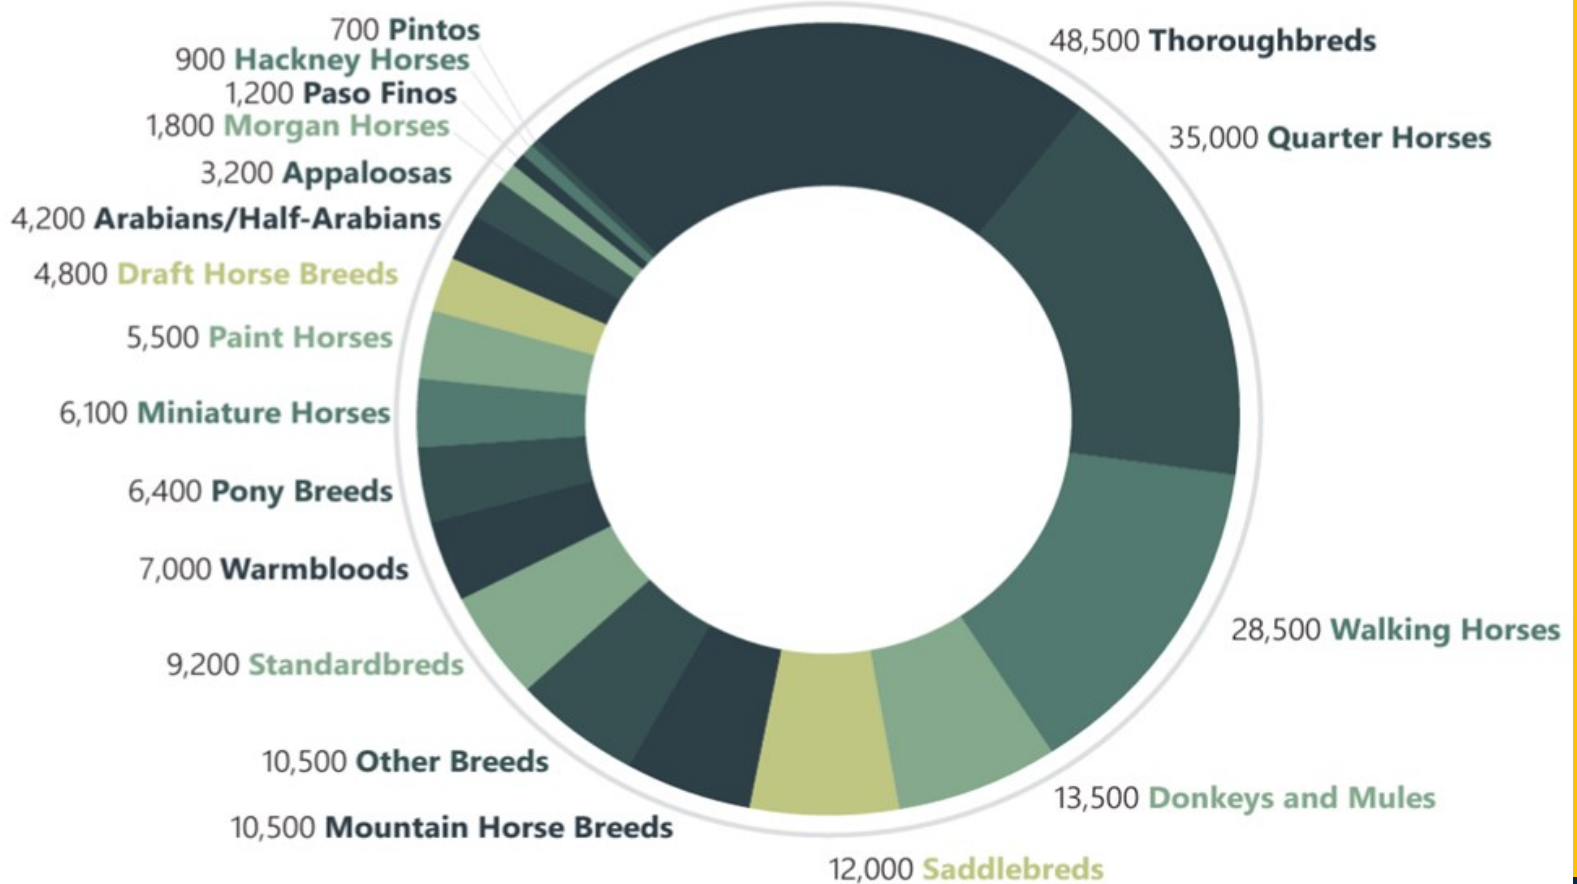 700 Pintos
900 Hackney Horses
1,200 Paso Finos
1,800 Morgan Horses
3,200 Appaloosas
4,200 Arabians/Half-Arabians
4,800 Draft Horse Breeds
5,500 Paint Horses
6,100 Miniature Horses
6,400 Pony Breeds
7,000 Warmbloods
9,200 Standardbreds
10,500 Other Breeds
10,500 Mountain Horse Breeds
48,500 Thoroughbreds
35,000 Quarter Horses
28,500 Walking Horses
13,500 Donkeys and Mules
12,000 Saddlebreds